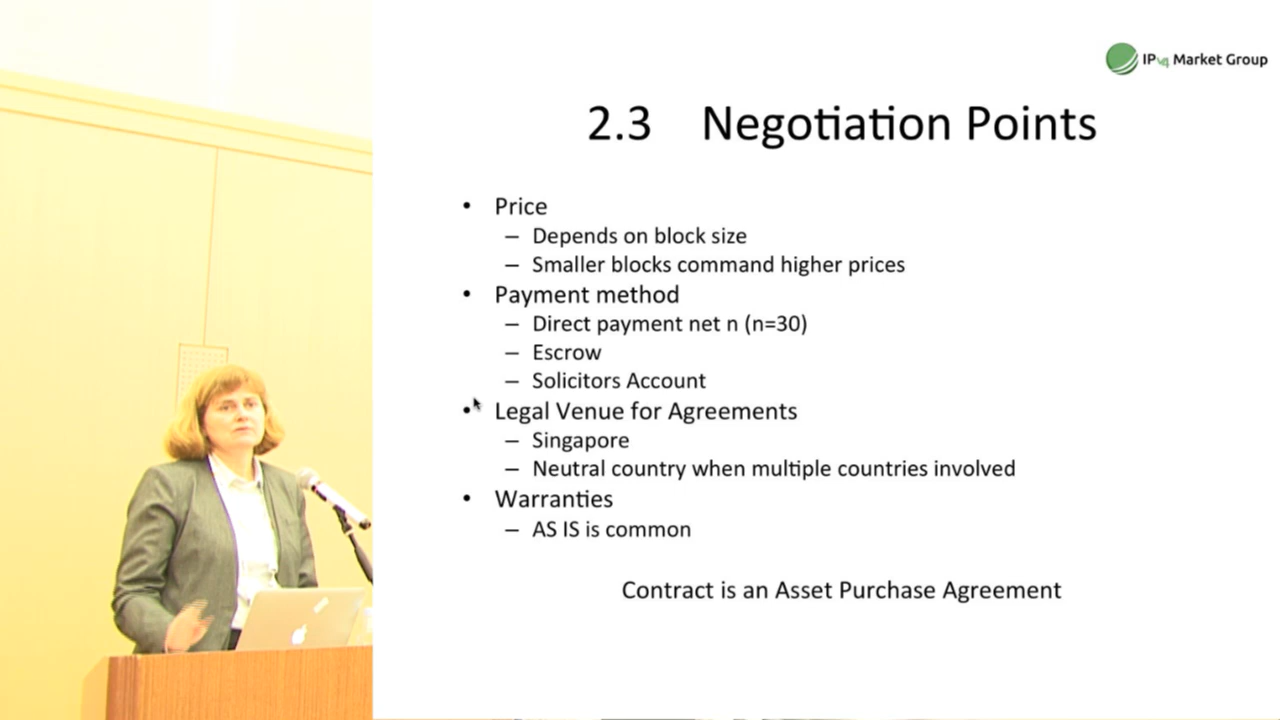 IPv4 Market Group
2.3 Negotiation Points
• Price
– Depends on block size
– Smaller blocks command higher prices
• Payment method
– Direct payment net n (n=30)
– Escrow
– Solicitors Account
• Legal Venue for Agreements
– Singapore
– Neutral country when multiple countries involved
• Warranties
– AS IS is common
Contract is an Asset Purchase Agreement